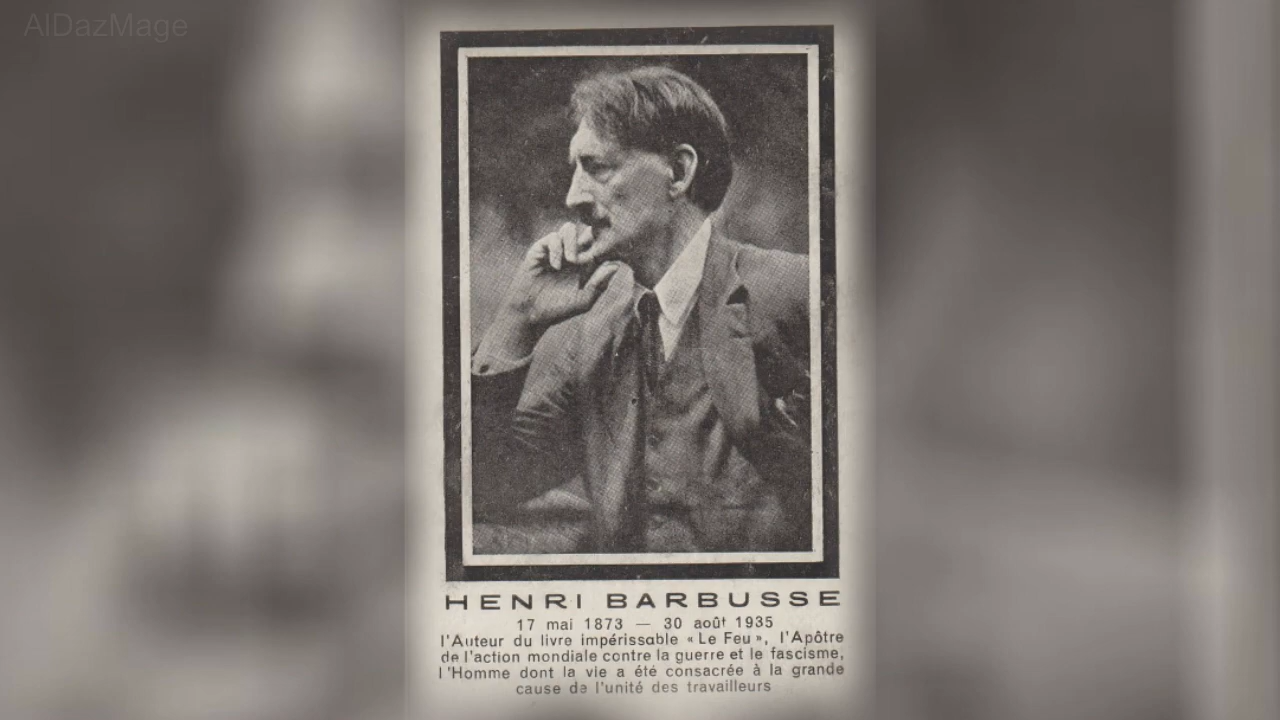 AlDazMage
HENRI BARBUSSE
17 mai 1873 — 30 août 1935
l'Auteur du livre impérissable « Le Feu », l'Apôtre
de l'action mondiale contre la guerre et le fascisme,
l'Homme dont la vie a été consacrée à la grande
cause de l'unité des travailleurs